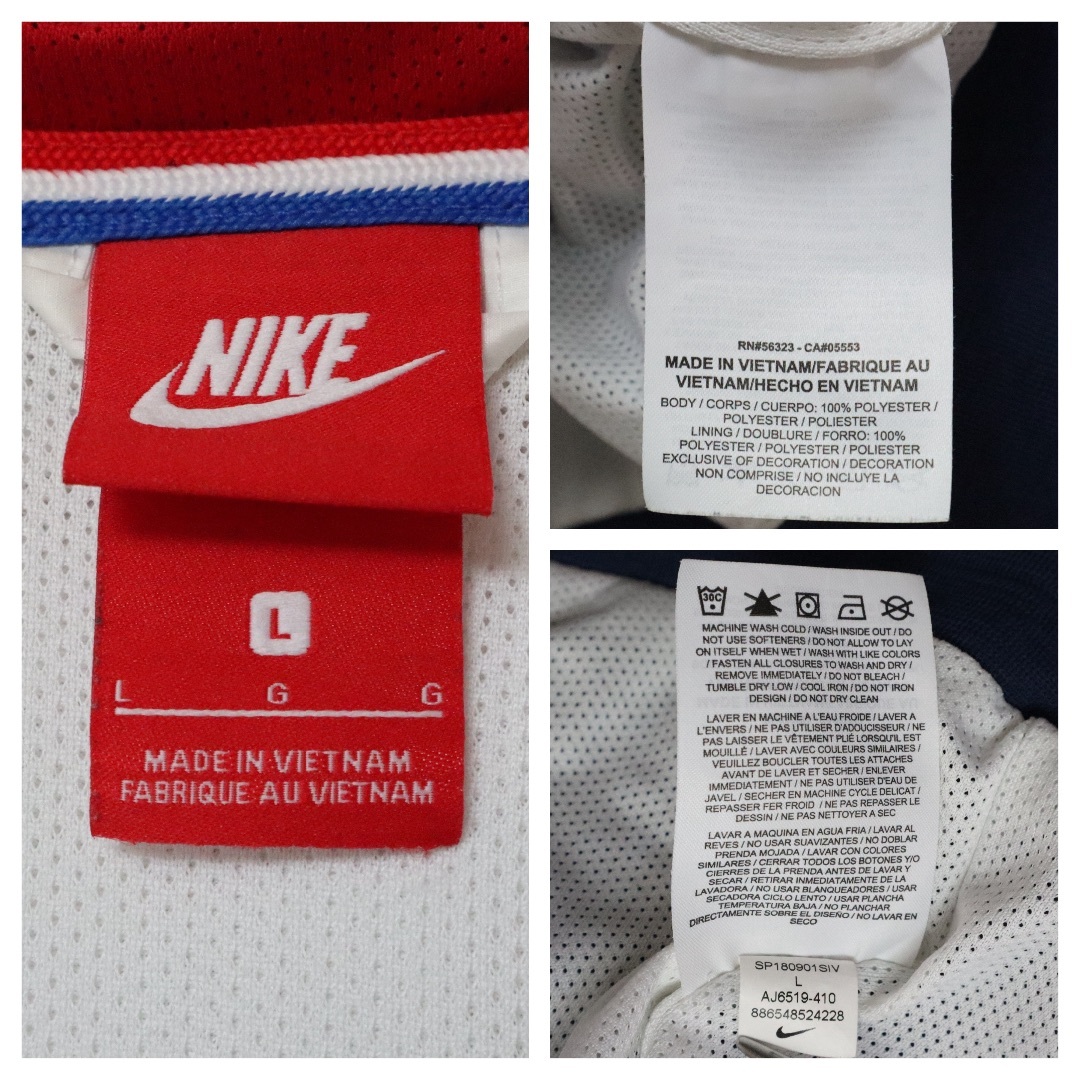 NIKE
L
L G G
MADE IN VIETNAM
FABRIQUE AU VIETNAM
RN#56323 - CA#05553
MADE IN VIETNAM/FABRIQUE AU
VIETNAM/HECHO EN VIETNAM
BODY / CORPS / CUERPO: 100% POLYESTER /
POLYESTER / POLIESTER
LINING / DOUBLURE / FORRO: 100%
POLYESTER / POLYESTER / POLIESTER
EXCLUSIVE OF DECORATION / DECORATION
NON COMPRISE / NO INCLUYE LA
DECORACION
30C
MACHINE WASH COLD / WASH INSIDE OUT / DO
NOT USE SOFTENERS / DO NOT ALLOW TO LAY
ON ITSELF WHEN WET / WASH WITH LIKE COLORS
/ FASTEN ALL CLOSURES TO WASH AND DRY /
REMOVE IMMEDIATELY / DO NOT BLEACH /
TUMBLE DRY LOW / COOL IRON / DO NOT IRON
DESIGN / DO NOT DRY CLEAN
LAVER EN MACHINE A L'EAU FROIDE / LAVER A
L'ENVERS / NE PAS UTILISER D'ADOUCISSEUR / NE
PAS LAISSER LE VÊTEMENT PLIÉ LORSQU'IL EST
MOUILLÉ / LAVER AVEC COULEURS SIMILAIRES /
VEUILLEZ BOUCLER TOUTES LES ATTACHES
AVANT DE LAVER ET SECHER / ENLEVER
IMMEDIATEMENT / NE PAS UTILISER D'EAU DE
JAVEL / SECHER EN MACHINE CYCLE DELICAT /
REPASSER FER FROID / NE PAS REPASSER LE
DESSIN / NE PAS NETTOYER A SEC
LAVAR A MAQUINA EN AGUA FRIA / LAVAR AL
REVES / NO USAR SUAVIZANTES / NO DOBLAR
PRENDA MOJADA / LAVAR CON COLORES
SIMILARES / CERRAR TODOS LOS BOTONES Y/O
CIERRES DE LA PRENDA ANTES DE LAVAR Y
SECAR / RETIRAR INMEDIATAMENTE DE LA
LAVADORA / NO USAR BLANQUEADORES / USAR
SECADORA CICLO LENTO / USAR PLANCHA
TEMPERATURA BAJA / NO PLANCHAR
DIRECTAMENTE SOBRE EL DISEÑO / NO LAVAR EN
SECO
SP180901SIV
L
AJ6519-410
886548524228